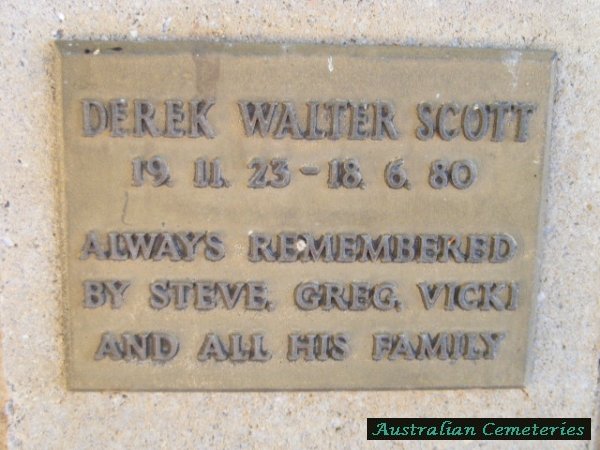 DEREK WALTER SCOTT
19. 11. 23 - 18. 6. 80
ALWAYS REMEMBERED
BY STEVE, GREG, VICKI
AND ALL HIS FAMILY
Australian Cemeteries